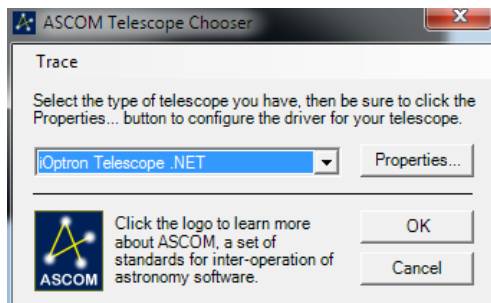 ASCOM Telescope Chooser
Trace
Select the type of telescope you have, then be sure to click the
Properties... button to configure the driver for your telescope.
iOptron Telescope .NET
Properties...
Click the logo to learn more
about ASCOM, a set of
standards for inter-operation of
astronomy software.
ASCOM
OK
Cancel